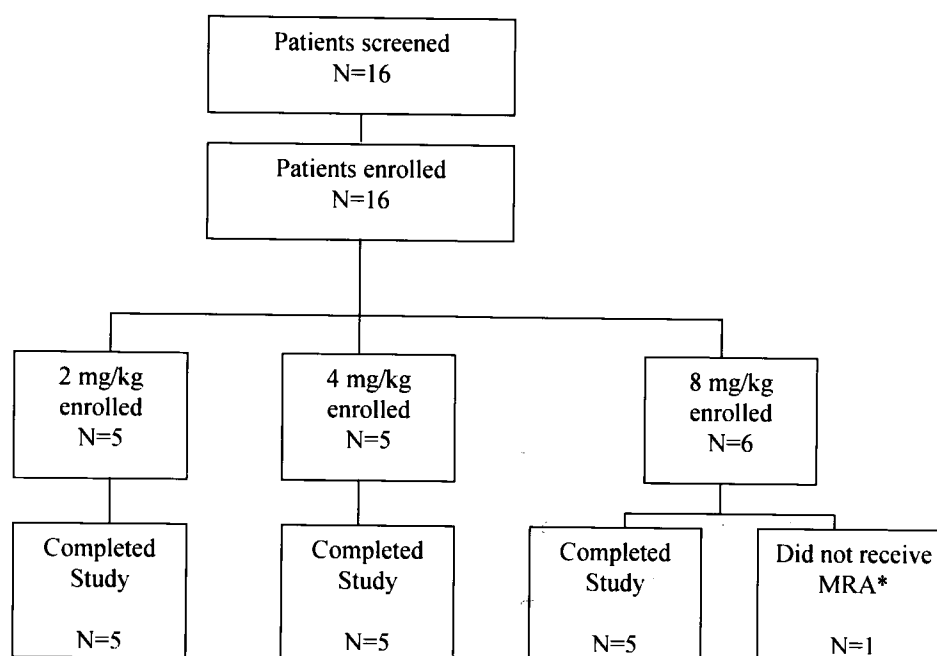 Patients screened
N=16
Patients enrolled
N=16
2 mg/kg
enrolled
N=5
4 mg/kg
enrolled
N=5
8 mg/kg
enrolled
N=6
Completed
Study
N=5
Completed
Study
N=5
Completed
Study
N=5
Did not receive
MRA*
N=1